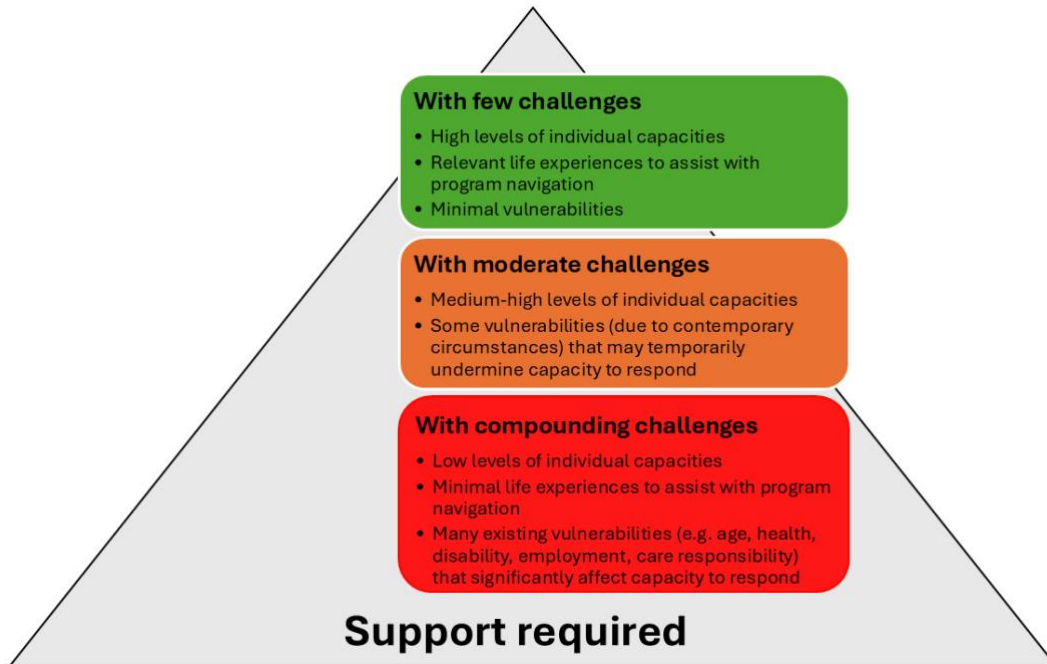 With few challenges
• High levels of individual capacities
• Relevant life experiences to assist with
program navigation
• Minimal vulnerabilities
With moderate challenges
• Medium-high levels of individual capacities
• Some vulnerabilities (due to contemporary
circumstances) that may temporarily
undermine capacity to respond
With compounding challenges
• Low levels of individual capacities
• Minimal life experiences to assist with program
navigation
• Many existing vulnerabilities (e.g. age, health,
disability, employment, care responsibility)
that significantly affect capacity to respond
Support required